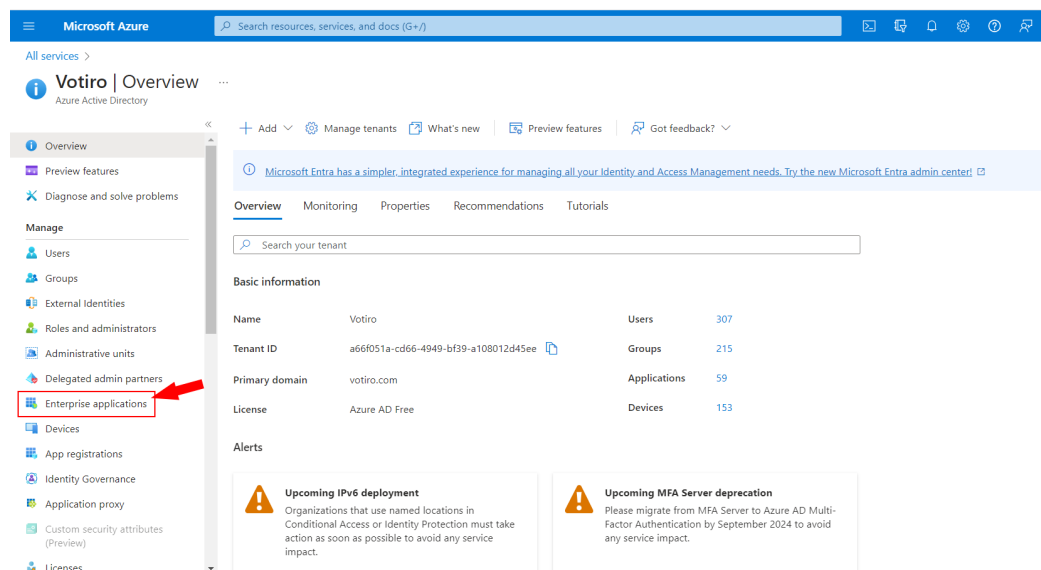 Microsoft Azure
Search resources, services, and docs (G+/)
All services >
Votiro | Overview ...
Azure Active Directory
Overview
Preview features
Diagnose and solve problems
Manage
Users
Groups
External Identities
Roles and administrators
Administrative units
Delegated admin partners
Enterprise applications
Devices
App registrations
Identity Governance
Application proxy
Custom security attributes
(Preview)
Licenses
Add
Manage tenants
What's new
Preview features
Got feedback?
Microsoft Entra has a simpler, integrated experience for managing all your Identity and Access Management needs. Try the new Microsoft Entra admin center!
Overview Monitoring Properties Recommendations Tutorials
Search your tenant
Basic information
Name Votiro Users 307
Tenant ID a66f051a-cd66-4949-bf39-a108012d45ee Groups 215
Primary domain votiro.com Applications 59
License Azure AD Free Devices 153
Alerts
Upcoming IPv6 deployment
Organizations that use named locations in
Conditional Access or Identity Protection must take
action as soon as possible to avoid any service
impact.
Upcoming MFA Server deprecation
Please migrate from MFA Server to Azure AD Multi-
Factor Authentication by September 2024 to avoid
any service impact.